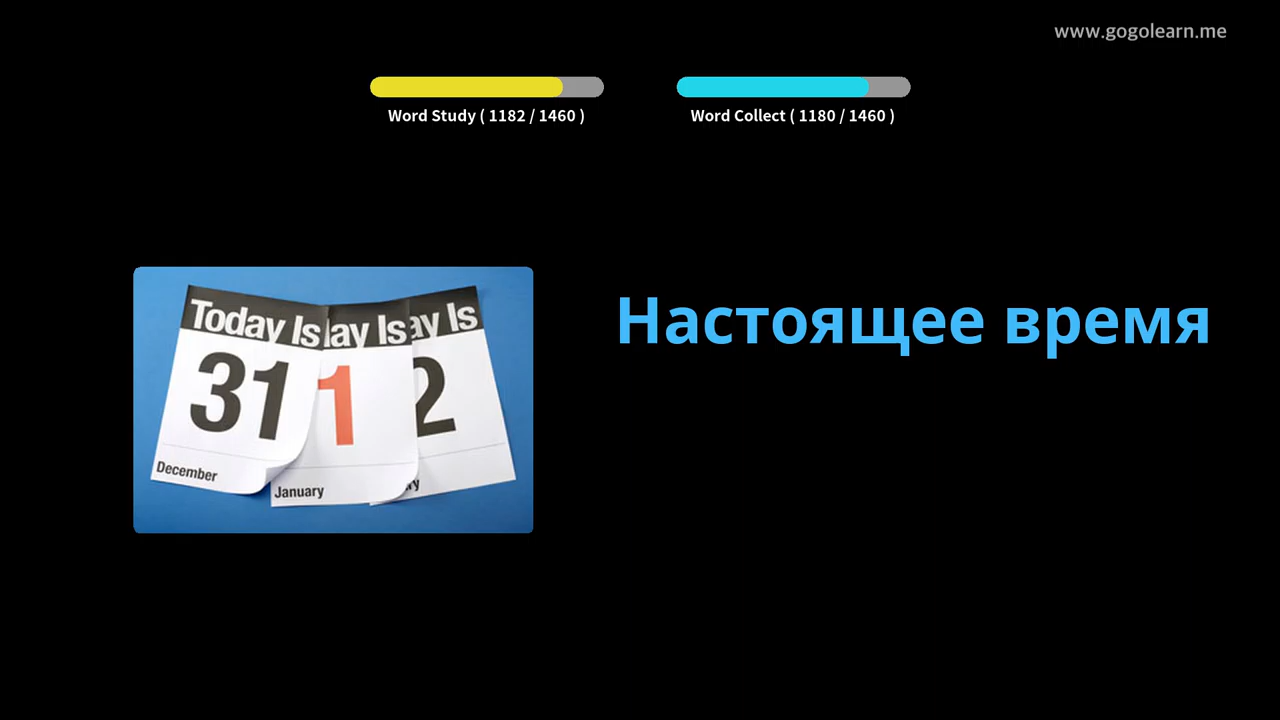 www.gogolearn.me
Word Study ( 1182 / 1460 )
Word Collect ( 1180 / 1460 )
Настоящее время
Today Is
ay Is
ay Is
31
1
2
December
January
ry